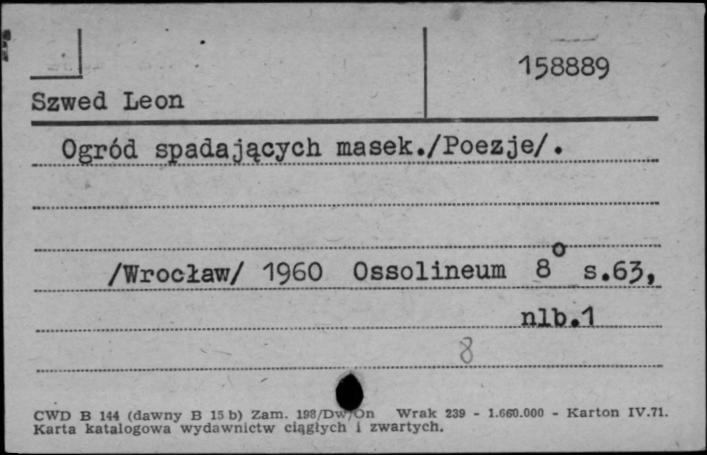 158889
Szwed Leon
Ogród spadających masek./Poezje/.
/Wrocław/ 1960 Ossolineum 8° s.63,
nlb.1
8
CWD B 144 (dawny B 15 b) Zam. 198/Dw/On Wrak 239 - 1.660.000 - Karton IV.71.
Karta katalogowa wydawnictw ciągłych i zwartych.